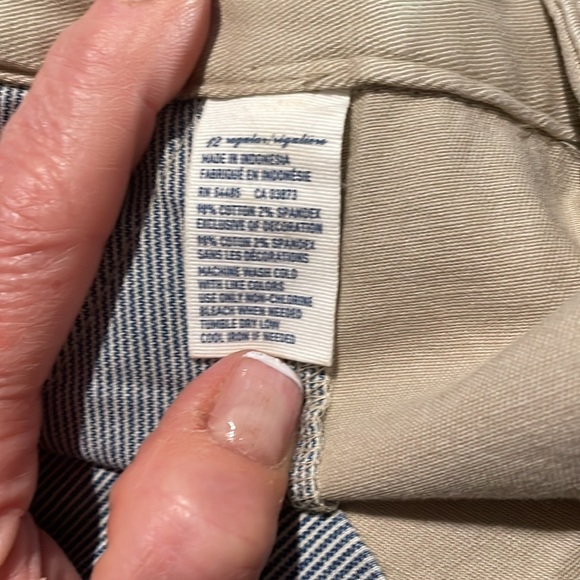 12 regular/régulière
MADE IN INDONESIA
FABRIQUÉ EN INDONÉSIE
RN 54485 CA 03873
98% COTTON 2% SPANDEX
EXCLUSIVE OF DECORATION
98% COTON 2% SPANDEX
SANS LES DÉCORATIONS
MACHINE WASH COLD
WITH LIKE COLORS
USE ONLY NON-CHLORINE
BLEACH WHEN NEEDED
TUMBLE DRY LOW
COOL IRON IF NEEDED